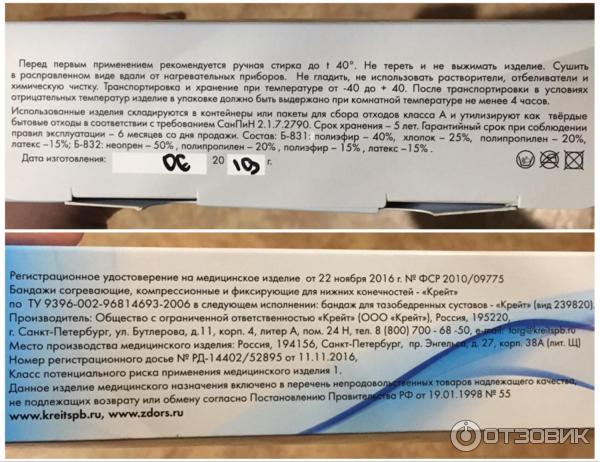 Перед первым применением рекомендуется ручная стирка до t 40°. Не тереть и не выжимать изделие. Сушить
в расправленном виде вдали от нагревательных приборов. Не гладить, не использовать растворители, отбеливатели и
химическую чистку. Транспортировка и хранение при температуре от -40 до + 40. После транспортировки в условиях
отрицательных температур изделие в упаковке должно быть выдержано при комнатной температуре не менее 4 часов.
Использованные изделия складируются в контейнеры или пакеты для сбора отходов класса А и утилизируют как твёрдые
бытовые отходы в соответствии с требованием СанПиН 2.1.7.2790. Срок хранения – 5 лет. Гарантийный срок при соблюдении
правил эксплуатации – 6 месяцев со дня продажи. Состав: Б-831: полиэфир – 40%, хлопок – 25%, полипропилен – 20%,
латекс –15%; Б-832: неопрен – 50% , полипропилен – 20%, полиэфир – 15% , латекс –15% .
Дата изготовления: 20 19 г.
Регистрационное удостоверение на медицинское изделие от 22 ноября 2016 г. № ФСР 2010/09775
Бандажи согревающие, компрессионные и фиксирующие для нижних конечностей - «Крейт»
по ТУ 9396-002-96814693-2006 в следующем исполнении: бандаж для тазобедренных суставов - «Крейт» (вид 239820).
Производитель: Общество с ограниченной ответственностью «Крейт» (ООО «Крейт»), Россия, 195220,
г. Санкт-Петербург, ул. Бутлерова, д.11, корп. 4, литер А, пом. 24 Н, тел. 8 (800) 700 - 68 -50, e-mail: torg@kreitspb.ru
Место производства медицинского изделия: Россия, 194156, Санкт-Петербург, пр. Энгельса, д. 27, корп. 38А (лит. Щ)
Номер регистрационного досье № РД-14402/52895 от 11.11.2016,
Класс потенциального риска применения медицинского изделия 1.
Данное изделие медицинского назначения включено в перечень непродовольственных товаров надлежащего качества,
не подлежащих возврату или обмену согласно Постановлению Правительства РФ от 19.01.1998 № 55
www.kreitspb.ru, www.zdors.ru
ОТЗОВИК